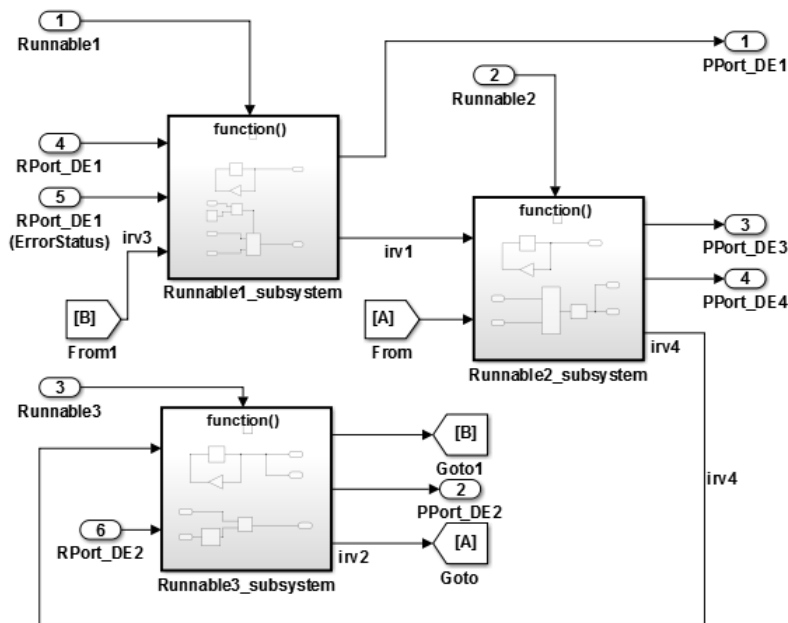 1
Runnable1
1
PPort_DE1
2
Runnable2
function()
4
RPort_DE1
5
RPort_DE1
(ErrorStatus)
irv3
irv1
Runnable1_subsystem
[B]
From1
function()
3
PPort_DE3
4
PPort_DE4
[A]
From
irv4
Runnable2_subsystem
3
Runnable3
function()
[B]
Goto1
2
PPort_DE2
irv4
6
RPort_DE2
irv2
[A]
Goto
Runnable3_subsystem